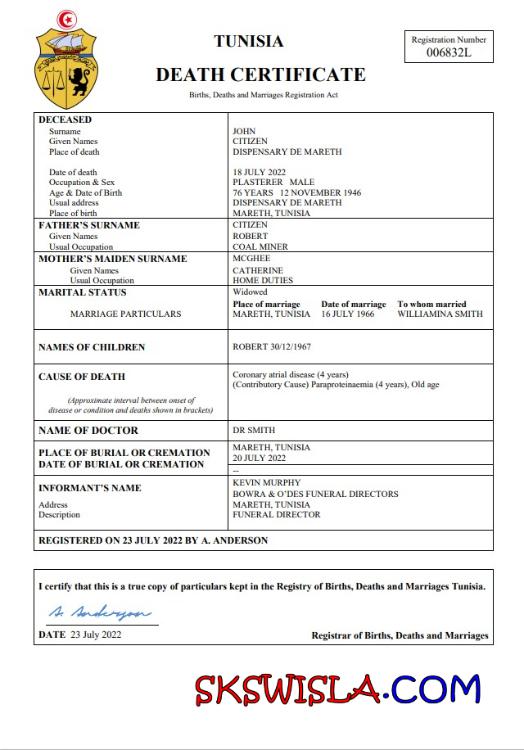 TUNISIA
Registration Number
006832L
DEATH CERTIFICATE
Births, Deaths and Marriages Registration Act
DECEASED
Surname JOHN
Given Names CITIZEN
Place of death DISPENSARY DE MARETH
Date of death 18 JULY 2022
Occupation & Sex PLASTERER MALE
Age & Date of Birth 76 YEARS 12 NOVEMBER 1946
Usual address DISPENSARY DE MARETH
Place of birth MARETH, TUNISIA
FATHER'S SURNAME CITIZEN
Given Names ROBERT
Usual Occupation COAL MINER
MOTHER'S MAIDEN SURNAME MCGHEE
Given Names CATHERINE
Usual Occupation HOME DUTIES
MARITAL STATUS Widowed
Place of marriage Date of marriage To whom married
MARRIAGE PARTICULARS MARETH, TUNISIA 16 JULY 1966 WILLIAMINA SMITH
NAMES OF CHILDREN ROBERT 30/12/1967
CAUSE OF DEATH Coronary atrial disease (4 years)
(Contributory Cause) Paraproteinaemia (4 years), Old age
(Approximate interval between onset of
disease or condition and deaths shown in brackets)
NAME OF DOCTOR DR SMITH
PLACE OF BURIAL OR CREMATION MARETH, TUNISIA
DATE OF BURIAL OR CREMATION 20 JULY 2022
--
INFORMANT'S NAME KEVIN MURPHY
BOWRA & O'DES FUNERAL DIRECTORS
Address MARETH, TUNISIA
Description FUNERAL DIRECTOR
REGISTERED ON 23 JULY 2022 BY A. ANDERSON
I certify that this is a true copy of particulars kept in the Registry of Births, Deaths and Marriages Tunisia.
A. Anderson
DATE 23 July 2022 Registrar of Births, Deaths and Marriages
SKSWISLA.COM